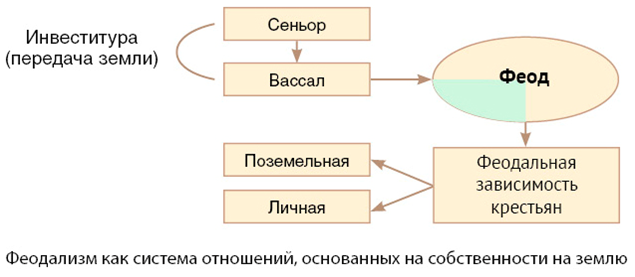 Инвеститура
(передача земли)
Сеньор
Вассал
Феод
Поземельная
Личная
Феодальная
зависимость
крестьян
Феодализм как система отношений, основанных на собственности на землю